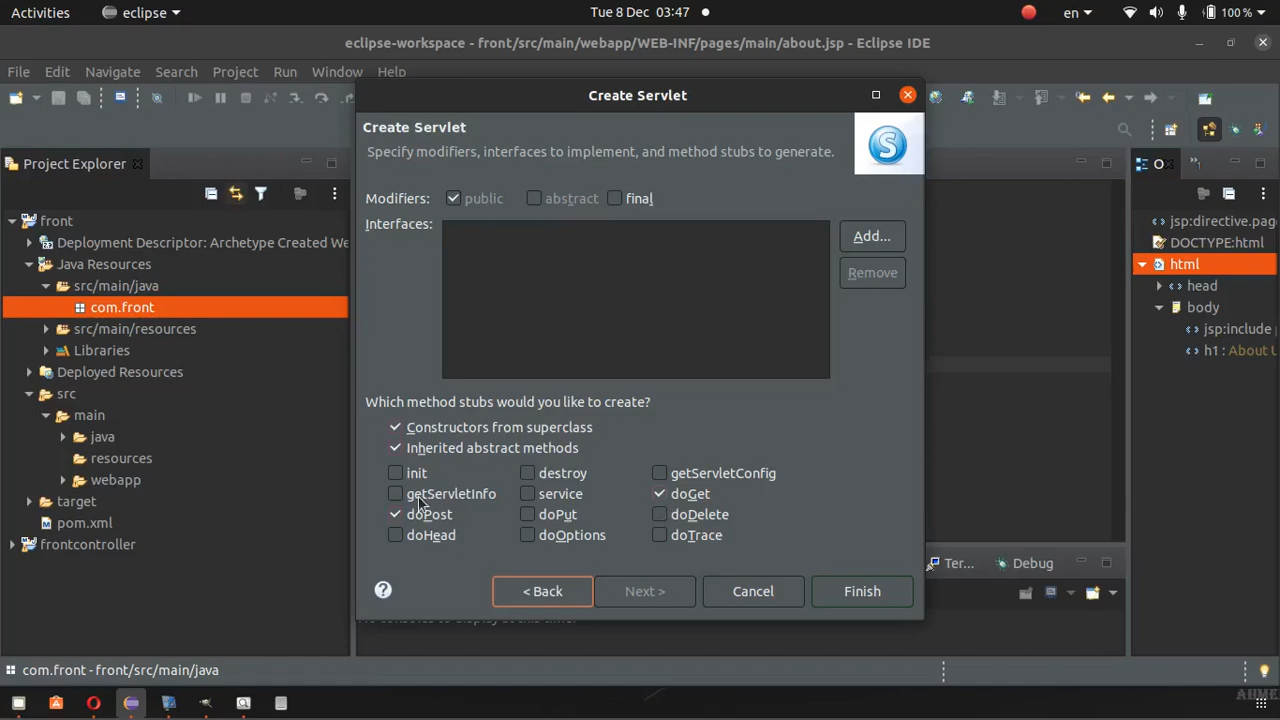 Activities eclipse Tue 8 Dec 03:47 en 100 %
eclipse-workspace - front/src/main/webapp/WEB-INF/pages/main/about.jsp - Eclipse IDE
File Edit Navigate Search Project Run Window Help
Create Servlet
Create Servlet
Specify modifiers, interfaces to implement, and method stubs to generate.
S
Modifiers: public abstract final
Interfaces:
Add...
Remove
Which method stubs would you like to create?
Constructors from superclass
Inherited abstract methods
init destroy getServletConfig
getServletInfo service doGet
doPost doPut doDelete
doHead doOptions doTrace
< Back Next > Cancel Finish
Project Explorer
front
Deployment Descriptor: Archetype Created We
Java Resources
src/main/java
com.front
src/main/resources
Libraries
Deployed Resources
src
main
java
resources
webapp
target
pom.xml
frontcontroller
O
jsp:directive.pag
DOCTYPE:html
html
head
body
jsp:include
h1 : About U
Ter... Debug
com.front - front/src/main/java